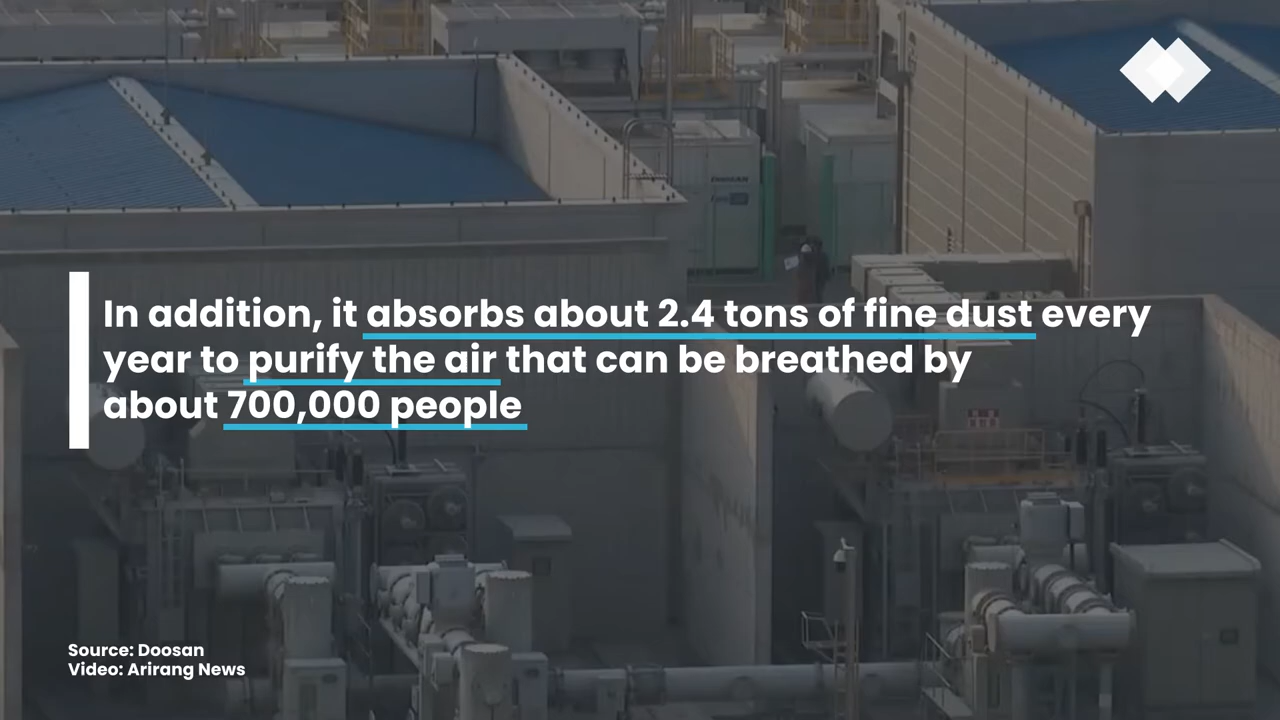 In addition, it absorbs about 2.4 tons of fine dust every
year to purify the air that can be breathed by
about 700,000 people
DOOSAN
Source: Doosan
Video: Arirang News